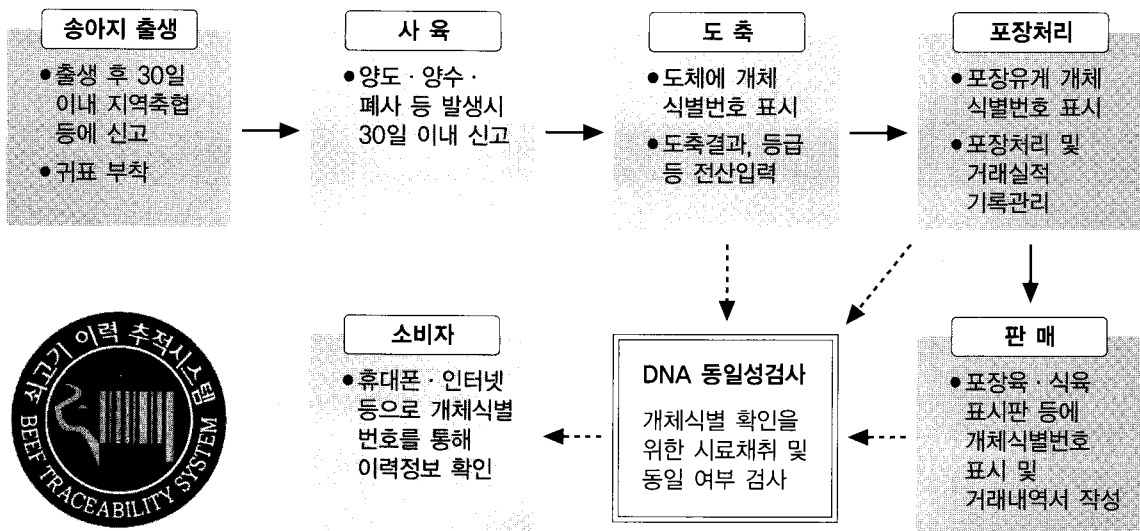 송아지 출생
● 출생 후 30일
이내 지역축협
등에 신고
● 귀표 부착
사 육
● 양도 · 양수 ·
폐사 등 발생시
30일 이내 신고
도 축
● 도체에 개체
식별번호 표시
● 도축결과, 등급
등 전산입력
포장처리
● 포장유게 개체
식별번호 표시
● 포장처리 및
거래실적
기록관리
판 매
● 포장육 · 식육
표시판 등에
개체식별번호
표시 및
거래내역서 작성
DNA 동일성검사
개체식별 확인을
위한 시료채취 및
동일 여부 검사
소비자
● 휴대폰 · 인터넷
등으로 개체식별
번호를 통해
이력정보 확인
쇠고기 이력 추적시스템
BEEF TRACEABILITY SYSTEM